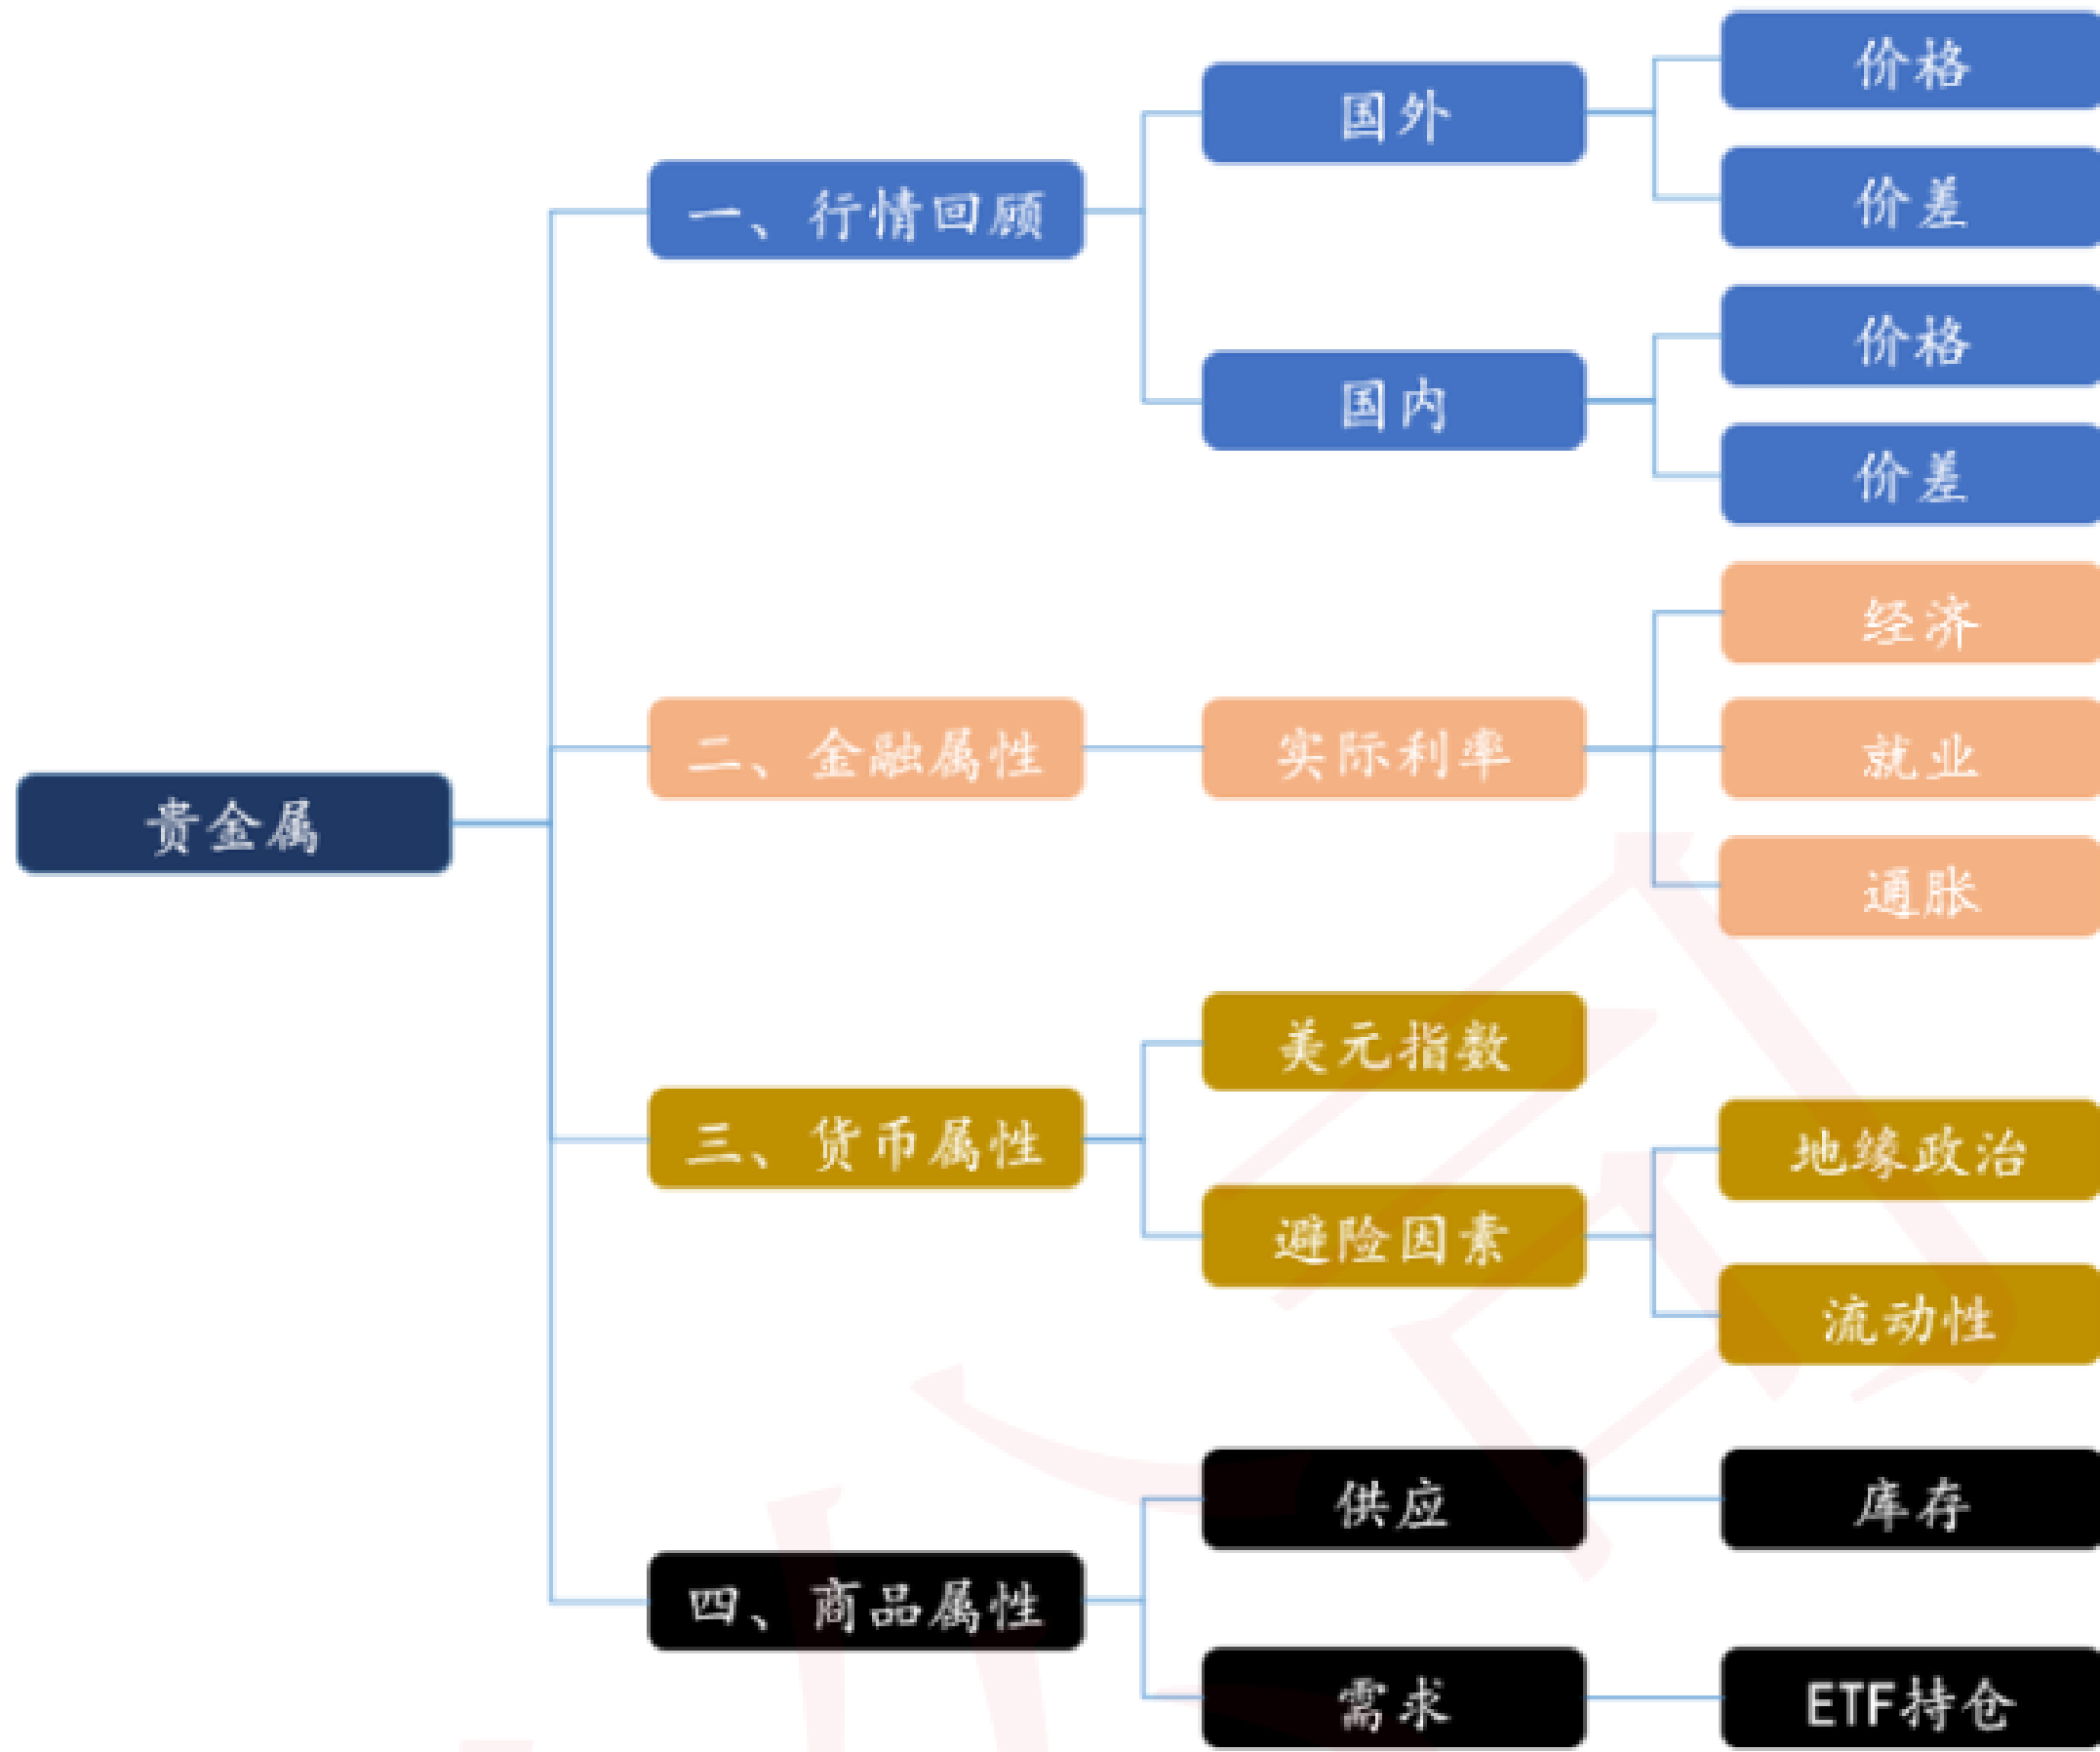 贵金属
一、行情回顾
国外
价格
价差
国内
价格
价差
二、金融属性
实际利率
经济
就业
通胀
三、货币属性
美元指数
避险因素
地缘政治
流动性
四、商品属性
供应
库存
需求
ETF持仓